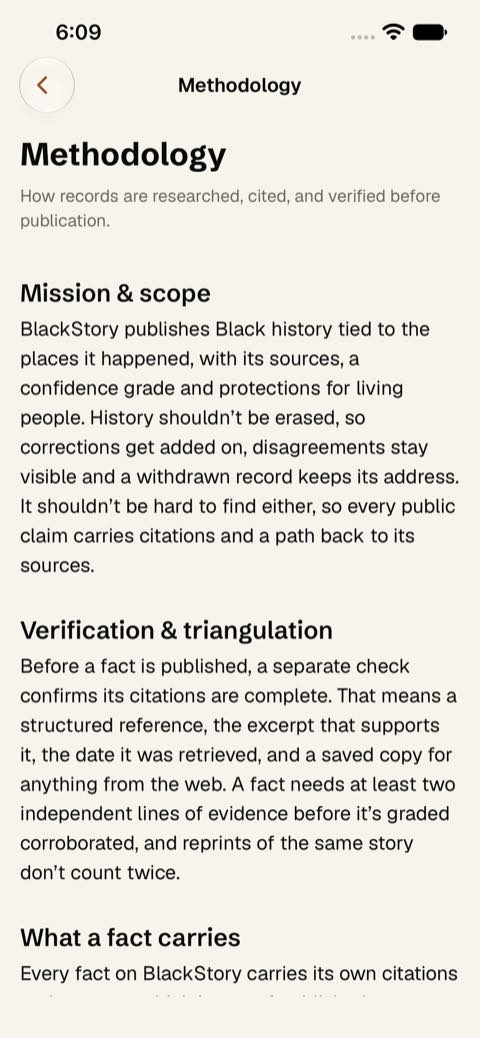 6:09
Methodology
Methodology
How records are researched, cited, and verified before
publication.
Mission & scope
BlackStory publishes Black history tied to the
places it happened, with its sources, a
confidence grade and protections for living
people. History shouldn’t be erased, so
corrections get added on, disagreements stay
visible and a withdrawn record keeps its address.
It shouldn’t be hard to find either, so every public
claim carries citations and a path back to its
sources.
Verification & triangulation
Before a fact is published, a separate check
confirms its citations are complete. That means a
structured reference, the excerpt that supports
it, the date it was retrieved, and a saved copy for
anything from the web. A fact needs at least two
independent lines of evidence before it’s graded
corroborated, and reprints of the same story
don’t count twice.
What a fact carries
Every fact on BlackStory carries its own citations